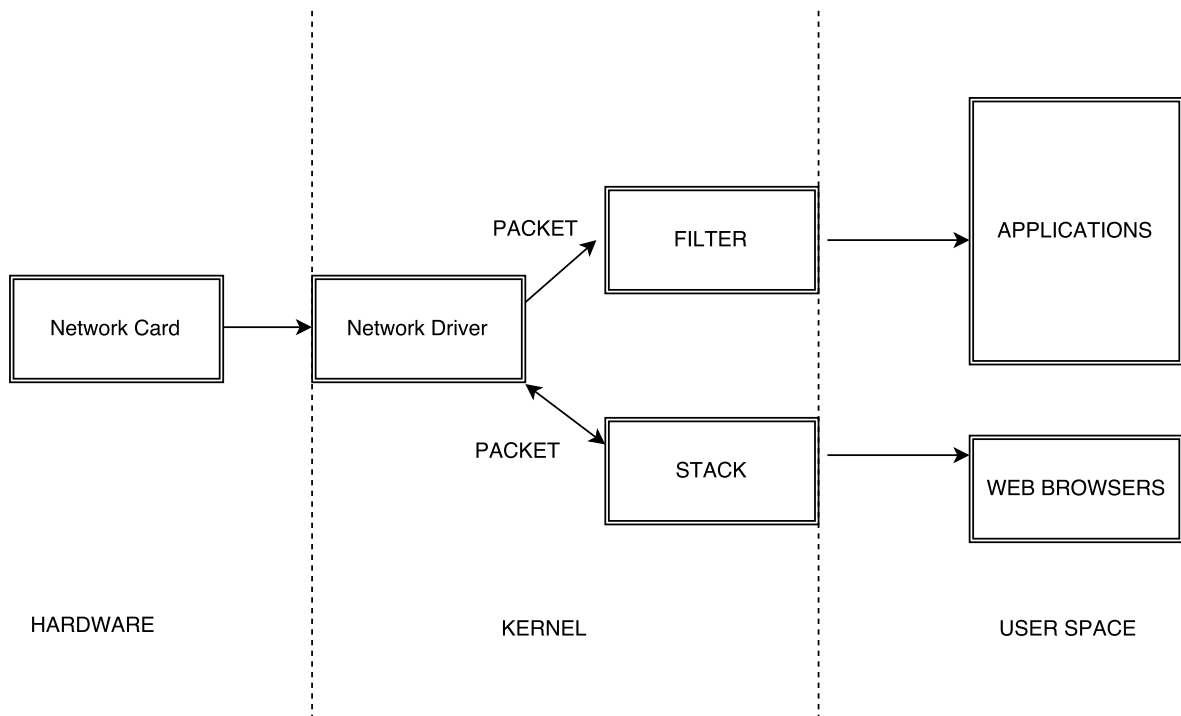 PACKET
FILTER
APPLICATIONS
Network Card
Network Driver
PACKET
STACK
WEB BROWSERS
HARDWARE
KERNEL
USER SPACE